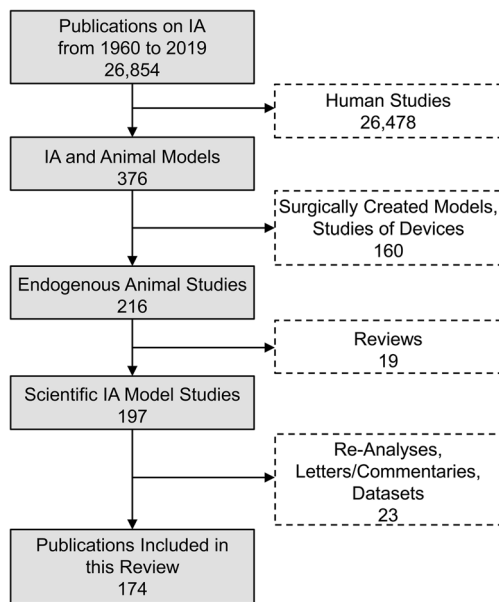 Publications on IA
from 1960 to 2019
26,854
Human Studies
26,478
IA and Animal Models
376
Surgically Created Models,
Studies of Devices
160
Endogenous Animal Studies
216
Reviews
19
Scientific IA Model Studies
197
Re-Analyses,
Letters/Commentaries,
Datasets
23
Publications Included in
this Review
174